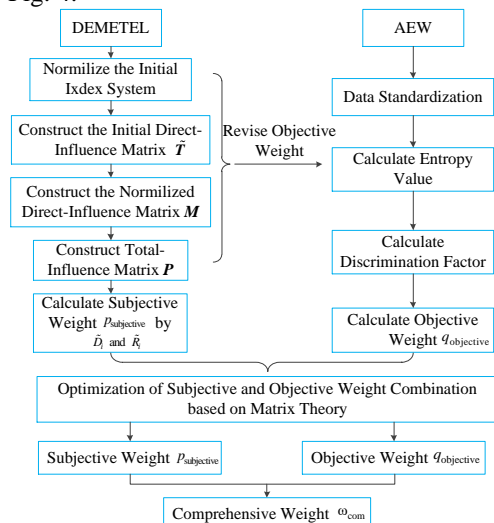 DEMETEL
Normilize the Initial
Ixdex System
Construct the Initial Direct-
Influence Matrix T̃
Construct the Normilized
Direct-Influence Matrix M
Construct Total-
Influence Matrix P
Calculate Subjective
Weight p_subjective by
D̃_i and R̃_i
Revise Objective
Weight
AEW
Data Standardization
Calculate Entropy
Value
Calculate
Discrimination Factor
Calculate Objective
Weight q_objective
Optimization of Subjective and Objective Weight Combination
based on Matrix Theory
Subjective Weight p_subjective
Objective Weight q_objective
Comprehensive Weight ω_com